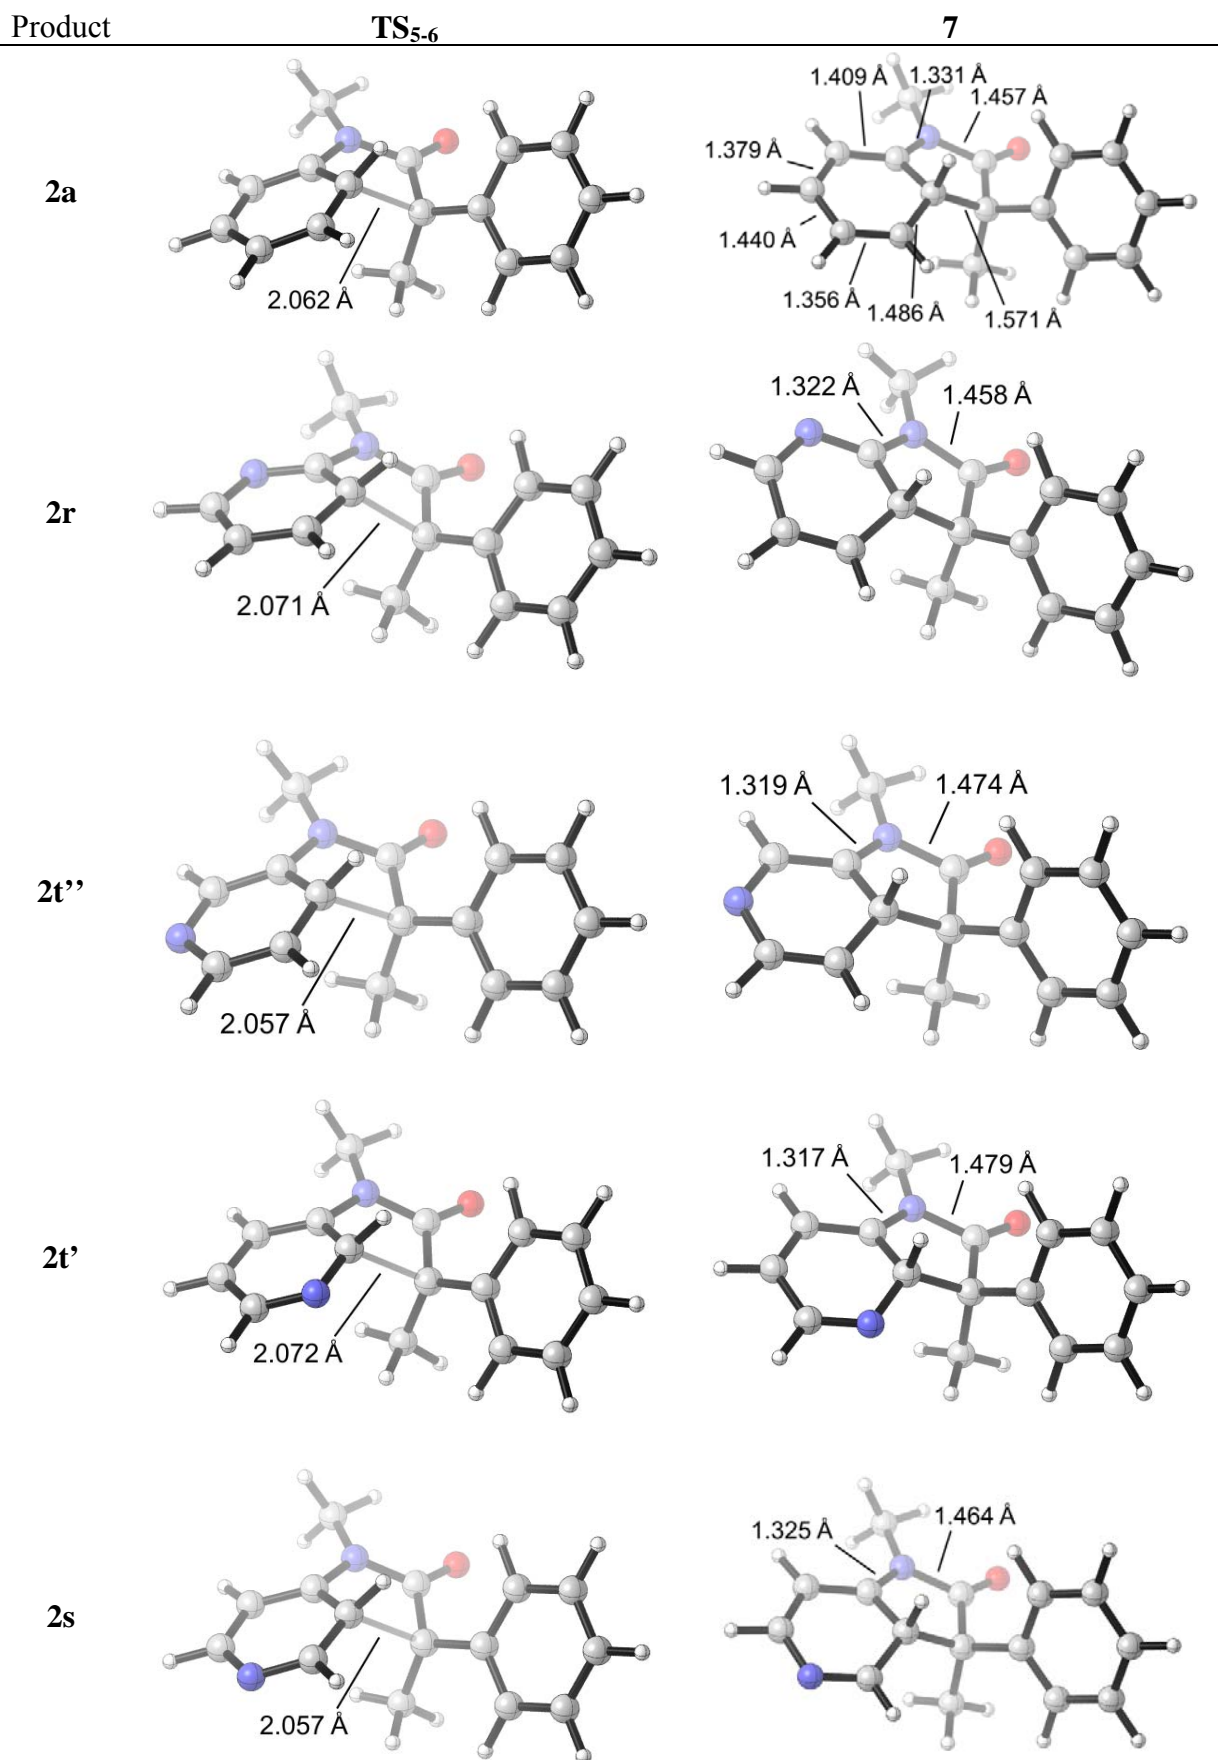 Product TS5-6 7
1.409 Å 1.331 Å
1.457 Å
1.379 Å
2a
1.440 Å
2.062 Å 1.356 Å 1.486 Å 1.571 Å
1.322 Å 1.458 Å
2r
2.071 Å
1.319 Å 1.474 Å
2t’’
2.057 Å
1.317 Å 1.479 Å
2t’
2.072 Å
1.325 Å 1.464 Å
2s
2.057 Å